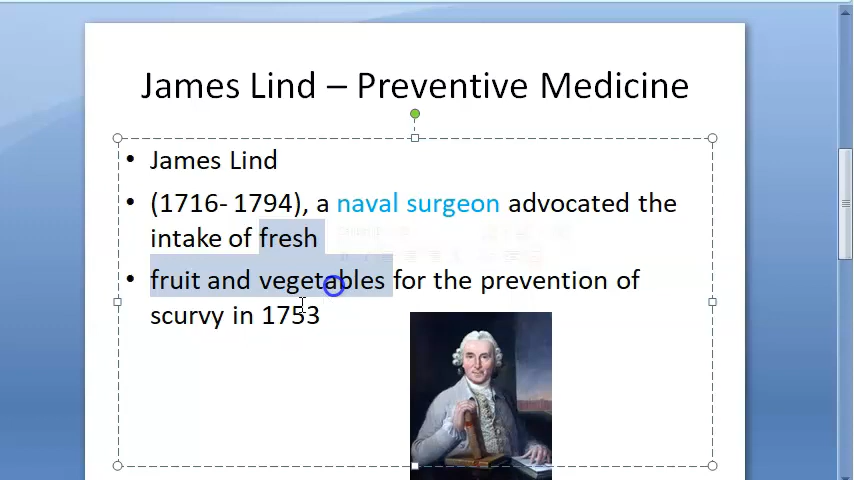 James Lind – Preventive Medicine
• James Lind
• (1716- 1794), a naval surgeon advocated the
intake of fresh
• fruit and vegetables for the prevention of
scurvy in 1753